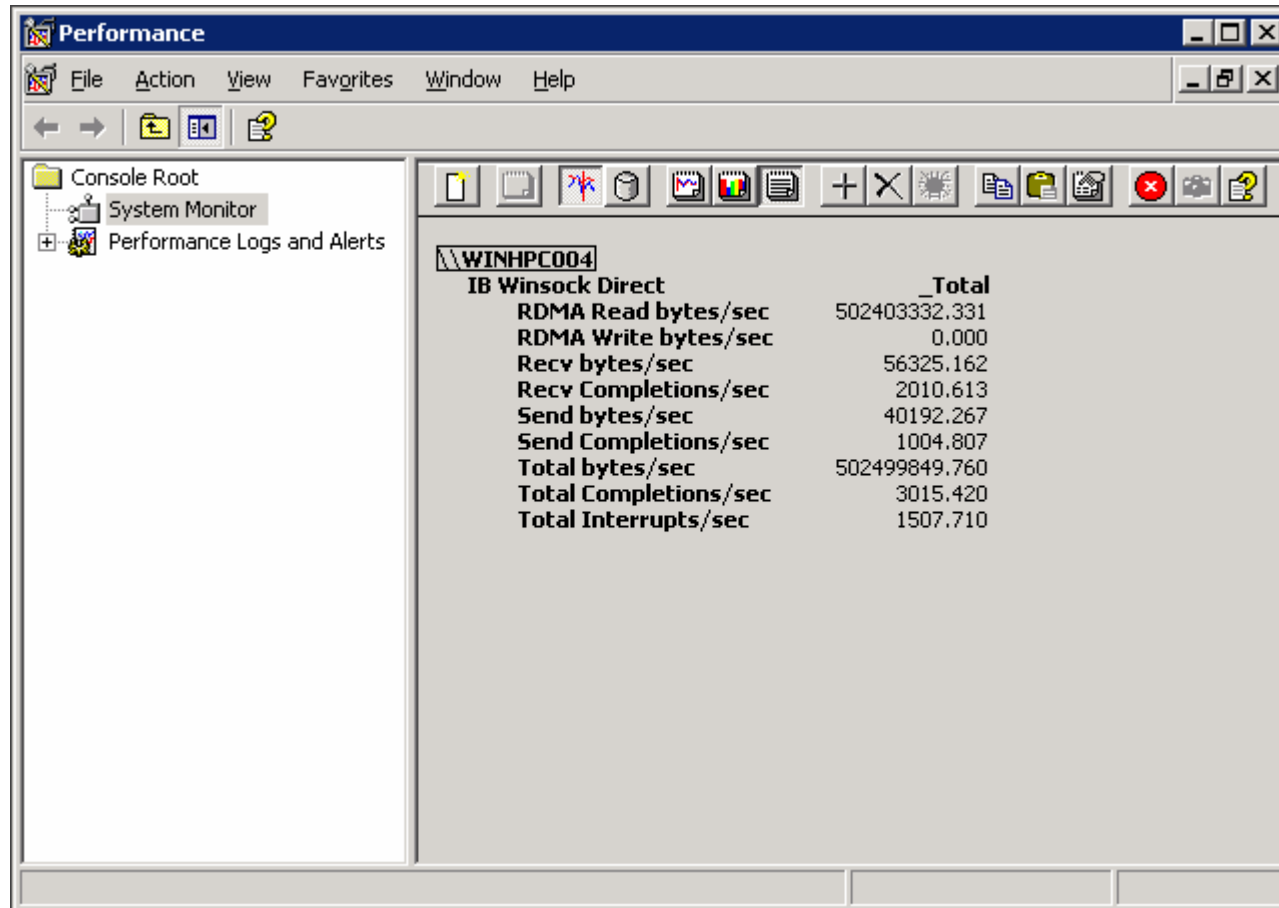 Performance
File Action View Favorites Window Help
Console Root
System Monitor
Performance Logs and Alerts
\\WINHPC004
IB Winsock Direct _Total
RDMA Read bytes/sec 502403332.331
RDMA Write bytes/sec 0.000
Recv bytes/sec 56325.162
Recv Completions/sec 2010.613
Send bytes/sec 40192.267
Send Completions/sec 1004.807
Total bytes/sec 502499849.760
Total Completions/sec 3015.420
Total Interrupts/sec 1507.710